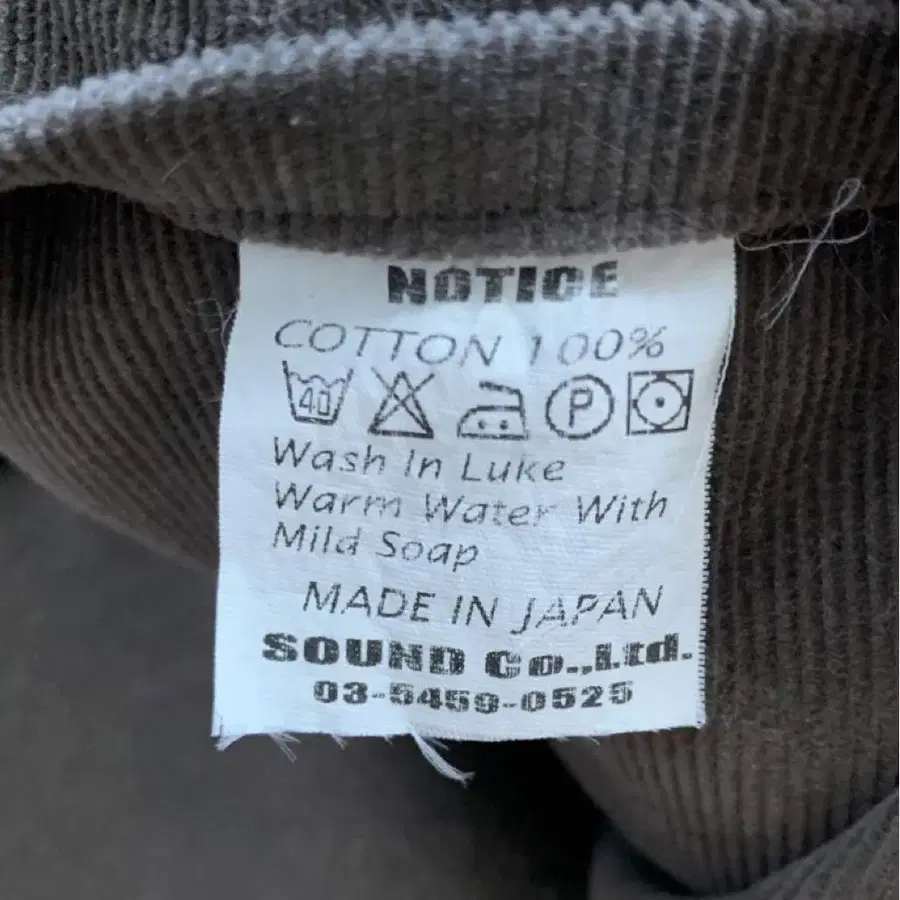 NOTICE
COTTON 100%
40 P
Wash In Luke
Warm Water With
Mild Soap
MADE IN JAPAN
SOUND Co.,Ltd.
03-5459-0525